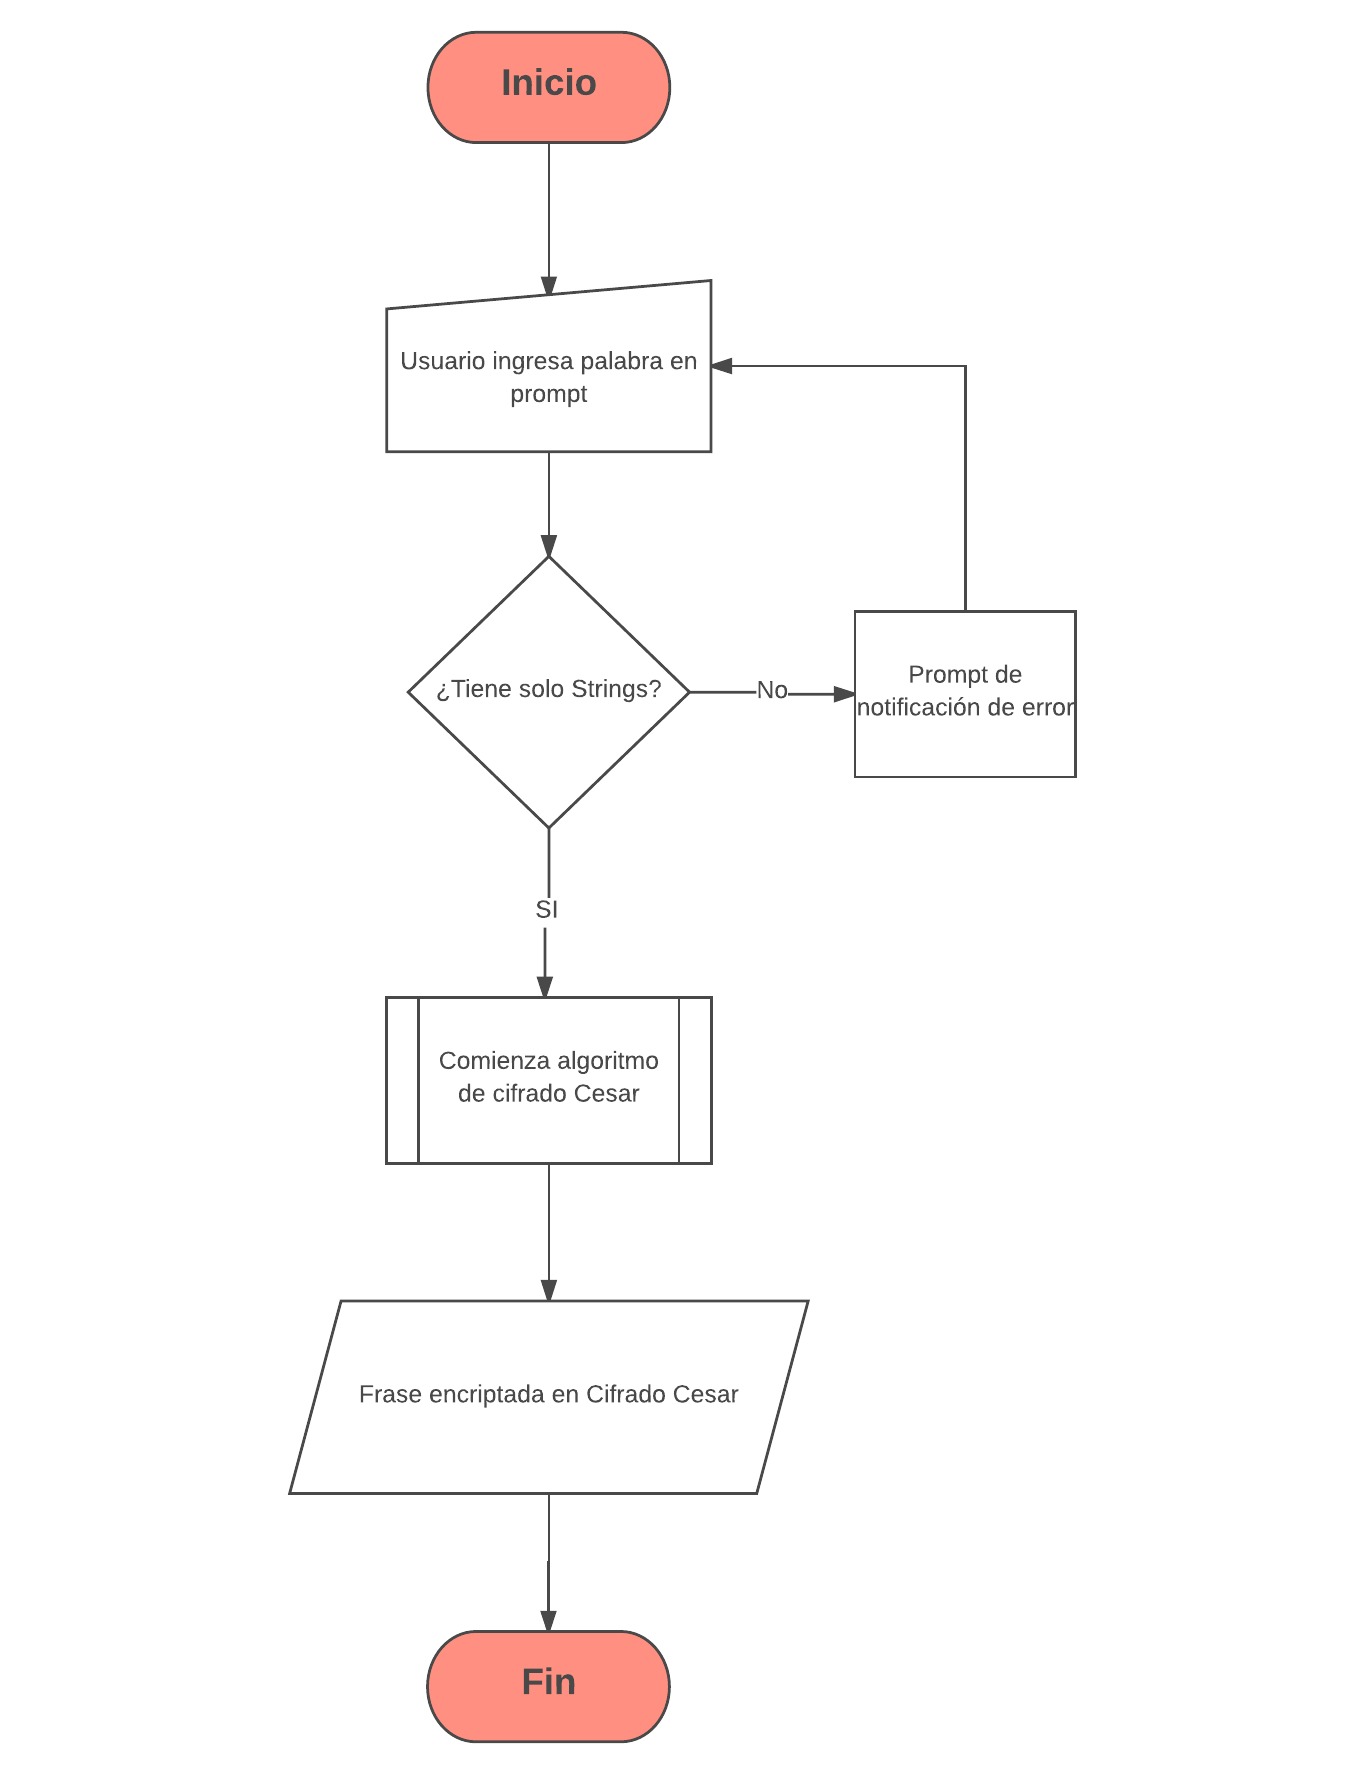 Inicio
Usuario ingresa palabra en
prompt
¿Tiene solo Strings?
No
Prompt de
notificación de error
SI
Comienza algoritmo
de cifrado Cesar
Frase encriptada en Cifrado Cesar
Fin